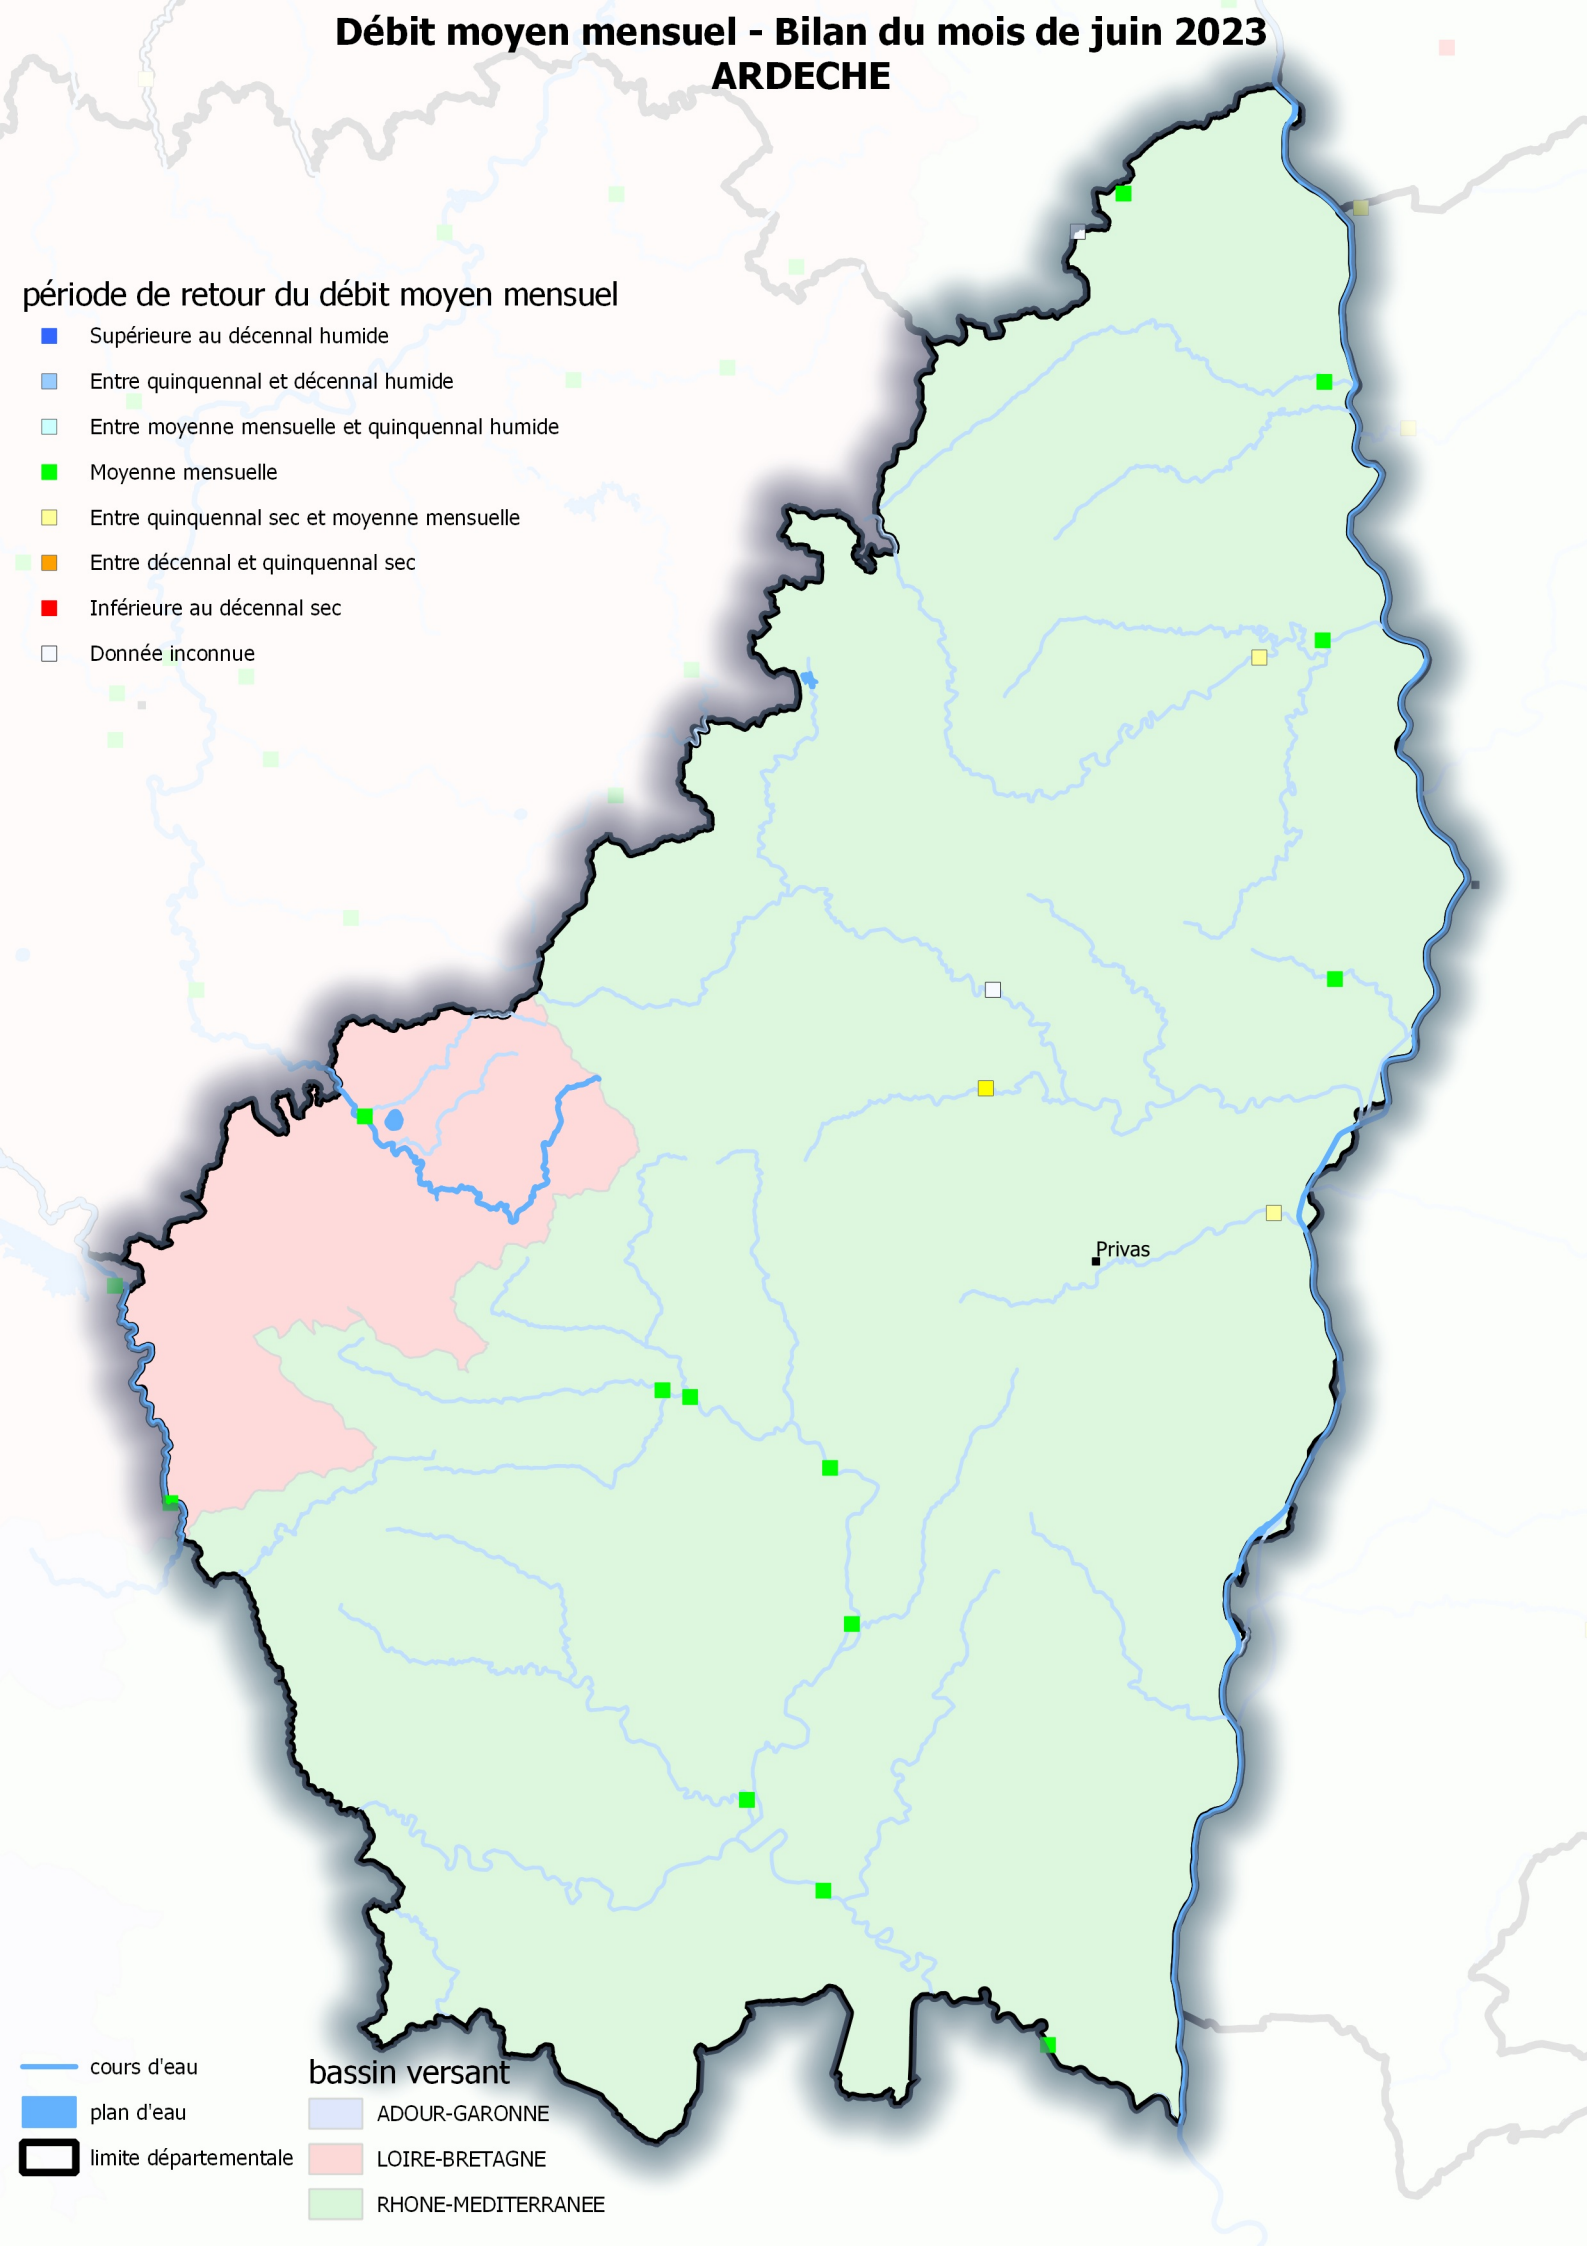 Débit moyen mensuel - Bilan du mois de juin 2023
ARDECHE
période de retour du débit moyen mensuel
Supérieure au décennal humide
Entre quinquennal et décennal humide
Entre moyenne mensuelle et quinquennal humide
Moyenne mensuelle
Entre quinquennal sec et moyenne mensuelle
Entre décennal et quinquennal sec
Inférieure au décennal sec
Donnée inconnue
Privas
cours d'eau
plan d'eau
limite départementale
bassin versant
ADOUR-GARONNE
LOIRE-BRETAGNE
RHONE-MEDITERRANEE